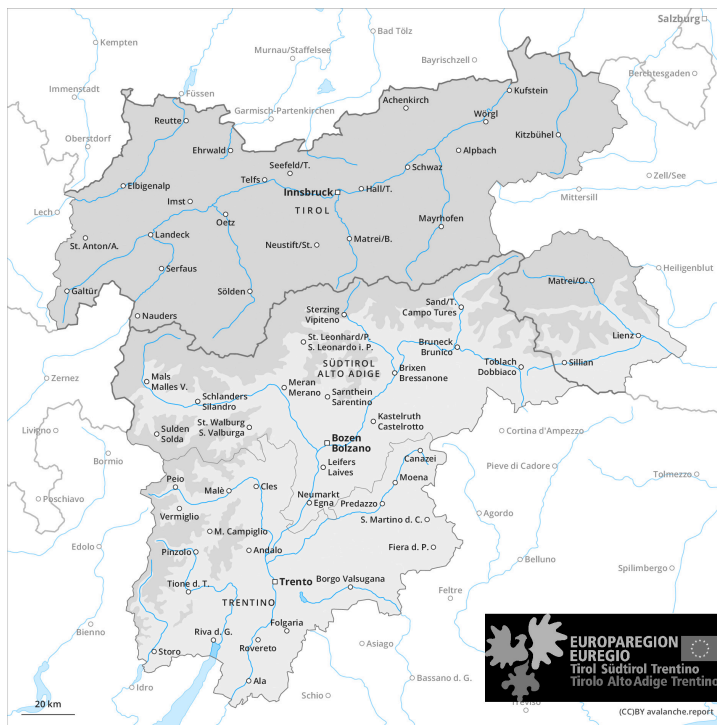 Salzburg
Kempten
Bad Tölz
Murnau/Staffelsee
Bayrischzell
Berchtesgaden
Immenstadt
Füssen
Kufstein
Achenkirch
Garmisch-Partenkirchen
Reutte
Wörgl
Oberstdorf
Kitzbühel
Ehrwald
Alpbach
Seefeld/T.
Schwaz
Zell/See
Telfs
Elbigenalp
Innsbruck
Hall/T.
Mittersill
Imst
TIROL
Lech
Oetz
Mayrhofen
St. Anton/A.
Landeck
Neustift/St.
Matrei/B.
Serfaus
Heiligenblut
Matrei/O.
Galtür
Sölden
Sand/T.
Campo Tures
Nauders
Sterzing
Vipiteno
Lienz
St. Leonhard/P.
S. Leonardo i. P.
Bruneck
Brunico
Toblach
Dobbiaco
Sillian
SÜDTIROL
ALTO ADIGE
Brixen
Bressanone
Zernez
Mals
Malles V.
Meran
Merano
Schlanders
Silandro
Sarnthein
Sarentino
Kastelruth
Castelrotto
St. Walburg
S. Valburga
Livigno
Sulden
Solda
Cortina d'Ampezzo
Bozen
Bolzano
Bormio
Canazei
Leifers
Laives
Pieve di Cadore
Tolmezzo
Peio
Moena
Malè
Cles
Poschiavo
Neumarkt
Egna
Predazzo
Vermiglio
S. Martino d. C.
Agordo
M. Campiglio
Edolo
Pinzolo
Andalo
Fiera d. P.
Belluno
Spilimbergo
Tione d. T.
Trento
Borgo Valsugana
Feltre
TRENTINO
Bienno
Folgaria
Riva d. G.
Rovereto
Asiago
Storo
EUROPAREGION
EUREGIO
Tirol Südtirol Trentino
Tirolo Alto Adige Trentino
Ala
Bassano d. G.
Idro
Schio
Treviso
20 km
(CC)BY avalanche.report